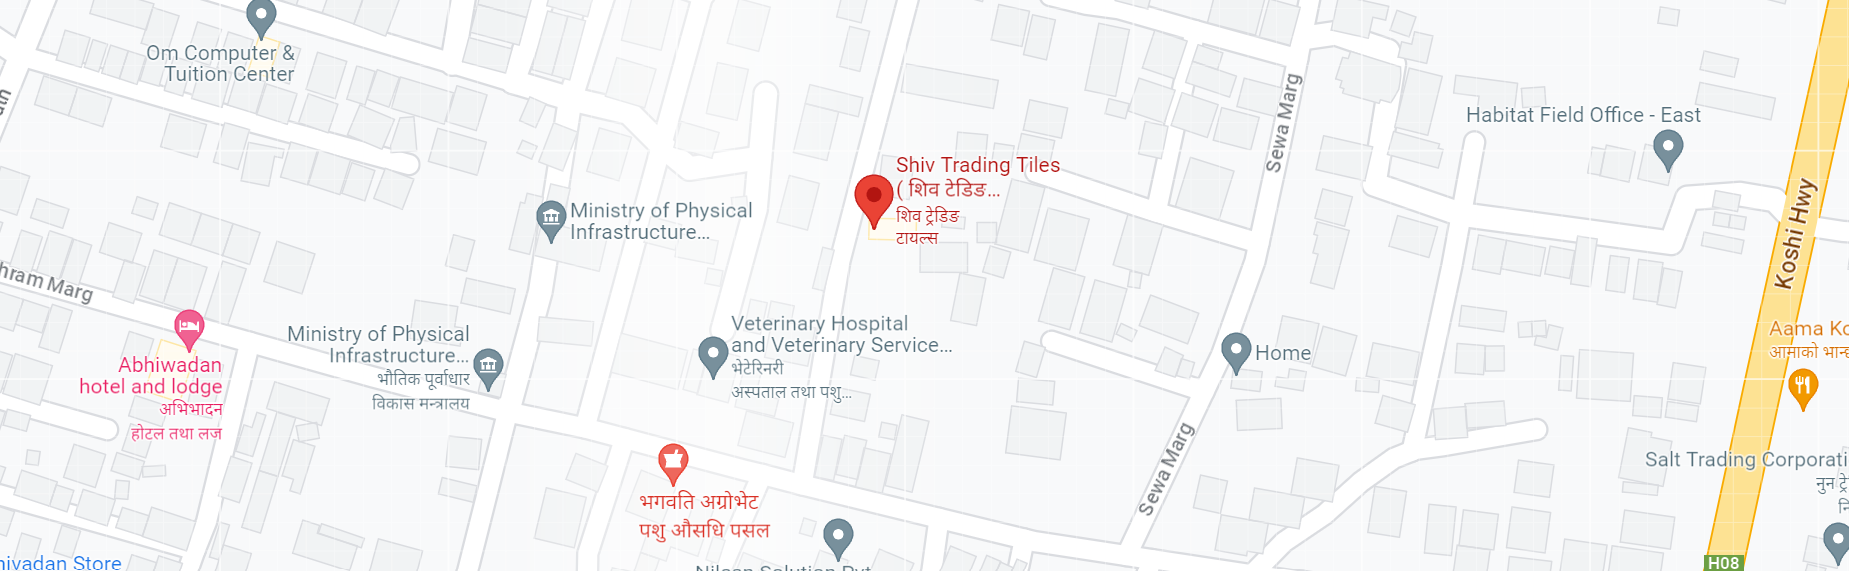 Om Computer &
Tuition Center
Sewa Marg
Habitat Field Office - East
Shiv Trading Tiles
( शिव टेडिङ...
शिव ट्रेडिङ
टायल्स
Ministry of Physical
Infrastructure...
Koshi Hwy
hram Marg
Abhiwadan
hotel and lodge
अभिभादन
होटल तथा लज
Ministry of Physical
Infrastructure...
भौतिक पूर्वाधार
विकास मन्त्रालय
Veterinary Hospital
and Veterinary Service...
भेटेरिनरी
अस्पताल तथा पशु...
Home
Aama Ko
आमाको भान्छ
भगवति अग्रोभेट
पशु औसधि पसल
Sewa Marg
Salt Trading Corporati
नुन ट्रे
नि
hivadan Store
H08